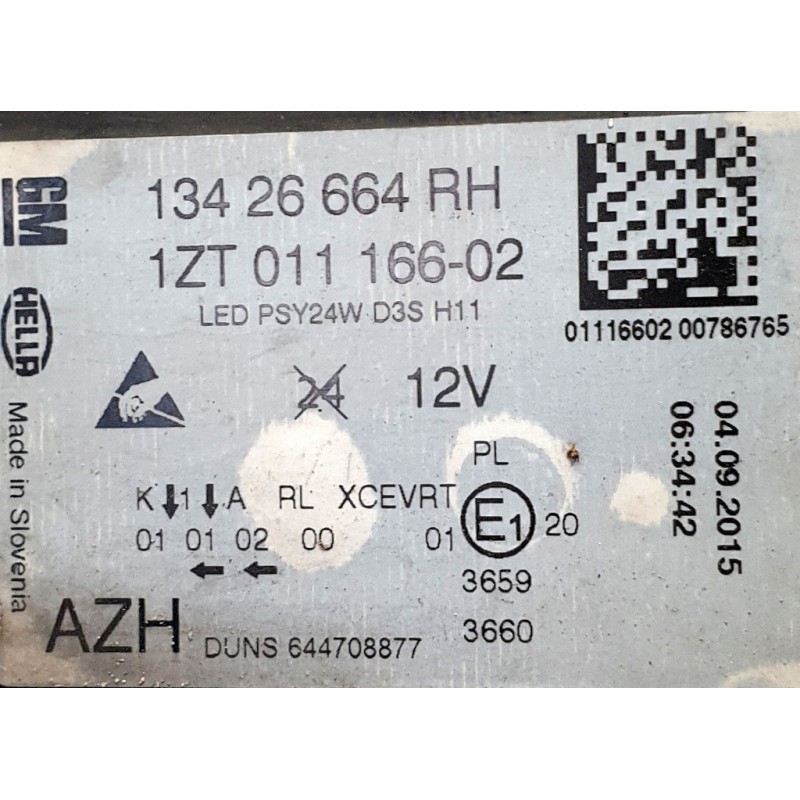 GM
134 26 664 RH
1ZT 011 166-02
LED PSY24W D3S H11
01116602 00786765
HELLA
Made in Slovenia
24 12V
04.09.2015
06:34:42
PL
K 1 A RL XCEVRT
01 01 02 00 01 E1 20
3659
3660
AZH DUNS 644708877